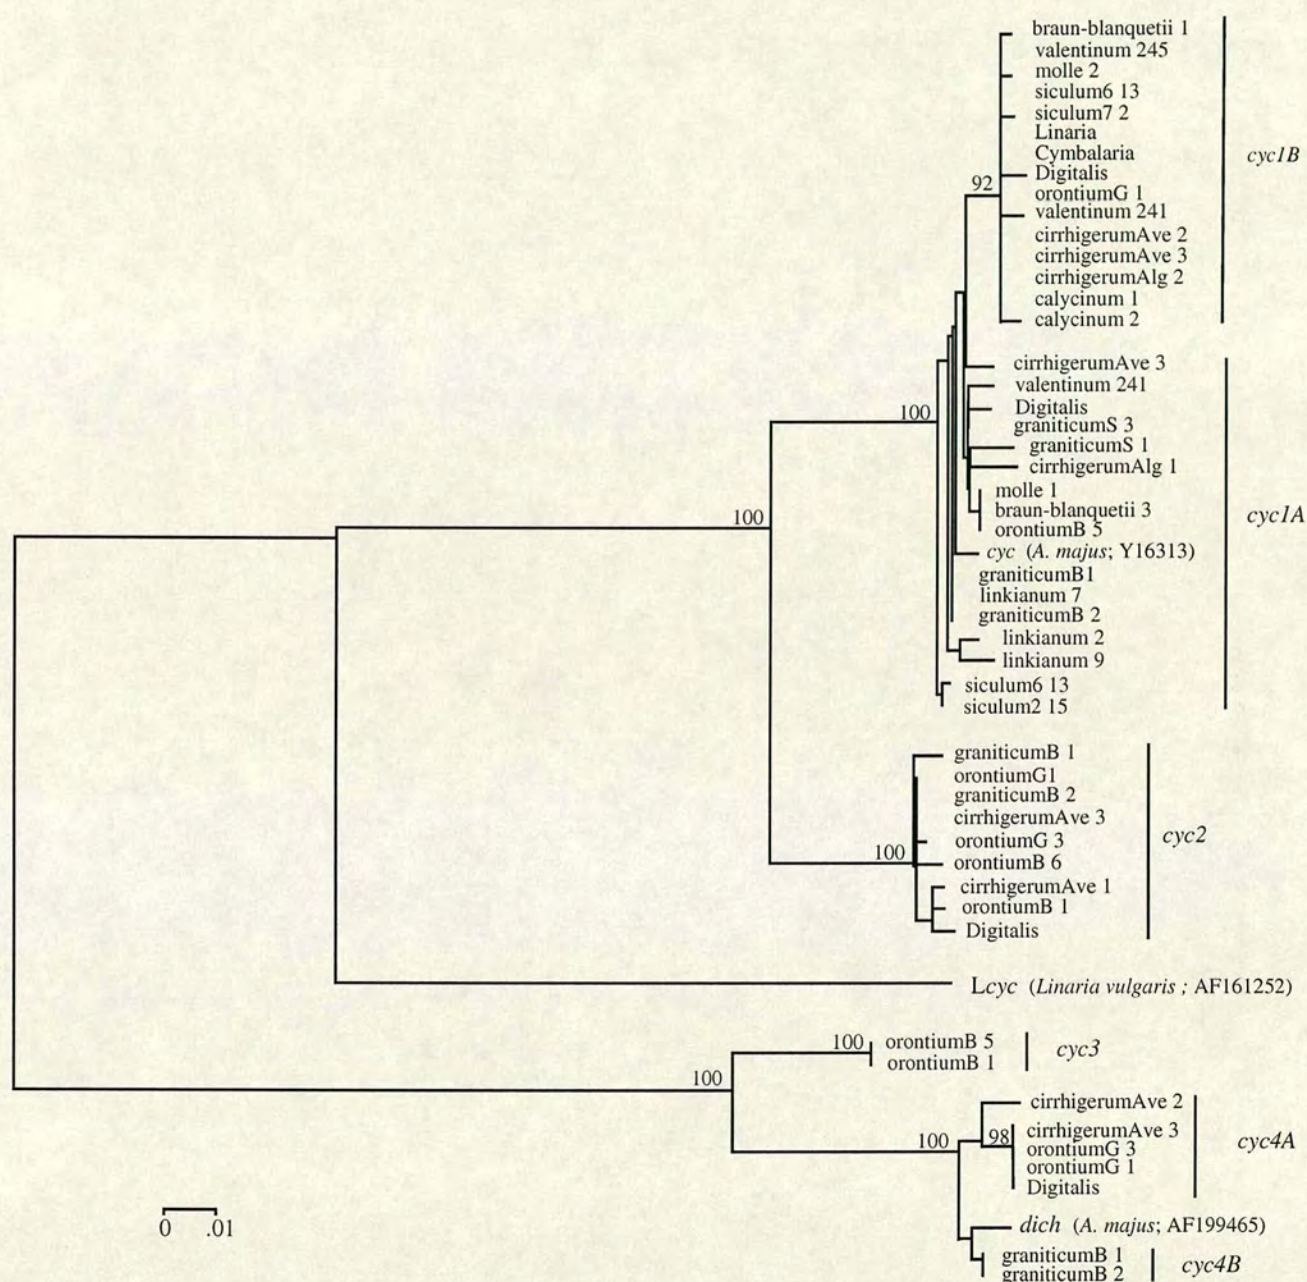 braun-blanquetii 1
valentinum 245
molle 2
siculum6 13
siculum7 2
Linaria
Cymbalaria
cyc1B
Digitalis
92
orontiumG 1
valentinum 241
cirrhigerumAve 2
cirrhigerumAve 3
cirrhigerumAlg 2
calycinum 1
calycinum 2
cirrhigerumAve 3
valentinum 241
100
Digitalis
graniticumS 3
graniticumS 1
cirrhigerumAlg 1
molle 1
100
braun-blanquetii 3
cyc1A
orontiumB 5
cyc (A. majus; Y16313)
graniticumB1
linkianum 7
graniticumB 2
linkianum 2
linkianum 9
siculum6 13
siculum2 15
graniticumB 1
orontiumG1
graniticumB 2
cirrhigerumAve 3
cyc2
orontiumG 3
100
orontiumB 6
cirrhigerumAve 1
orontiumB 1
Digitalis
Lcyc (Linaria vulgaris ; AF161252)
100
orontiumB 5
cyc3
orontiumB 1
100
cirrhigerumAve 2
cirrhigerumAve 3
98
100
cyc4A
orontiumG 3
orontiumG 1
Digitalis
dich (A. majus; AF199465)
0 .01
graniticumB 1
cyc4B
graniticumB 2